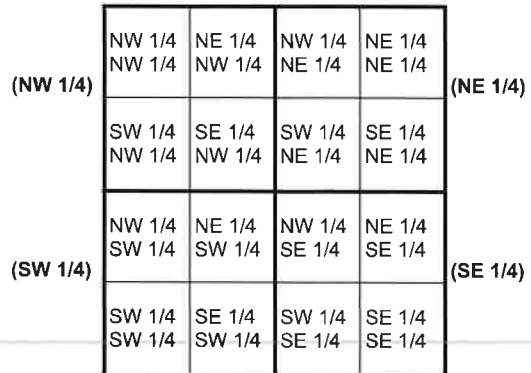 NW 1/4 NE 1/4 NW 1/4 NE 1/4
NW 1/4 NW 1/4 NE 1/4 NE 1/4
(NW 1/4) (NE 1/4)
SW 1/4 SE 1/4 SW 1/4 SE 1/4
NW 1/4 NW 1/4 NE 1/4 NE 1/4
NW 1/4 NE 1/4 NW 1/4 NE 1/4
SW 1/4 SW 1/4 SE 1/4 SE 1/4
(SW 1/4) (SE 1/4)
SW 1/4 SE 1/4 SW 1/4 SE 1/4
SW 1/4 SW 1/4 SE 1/4 SE 1/4